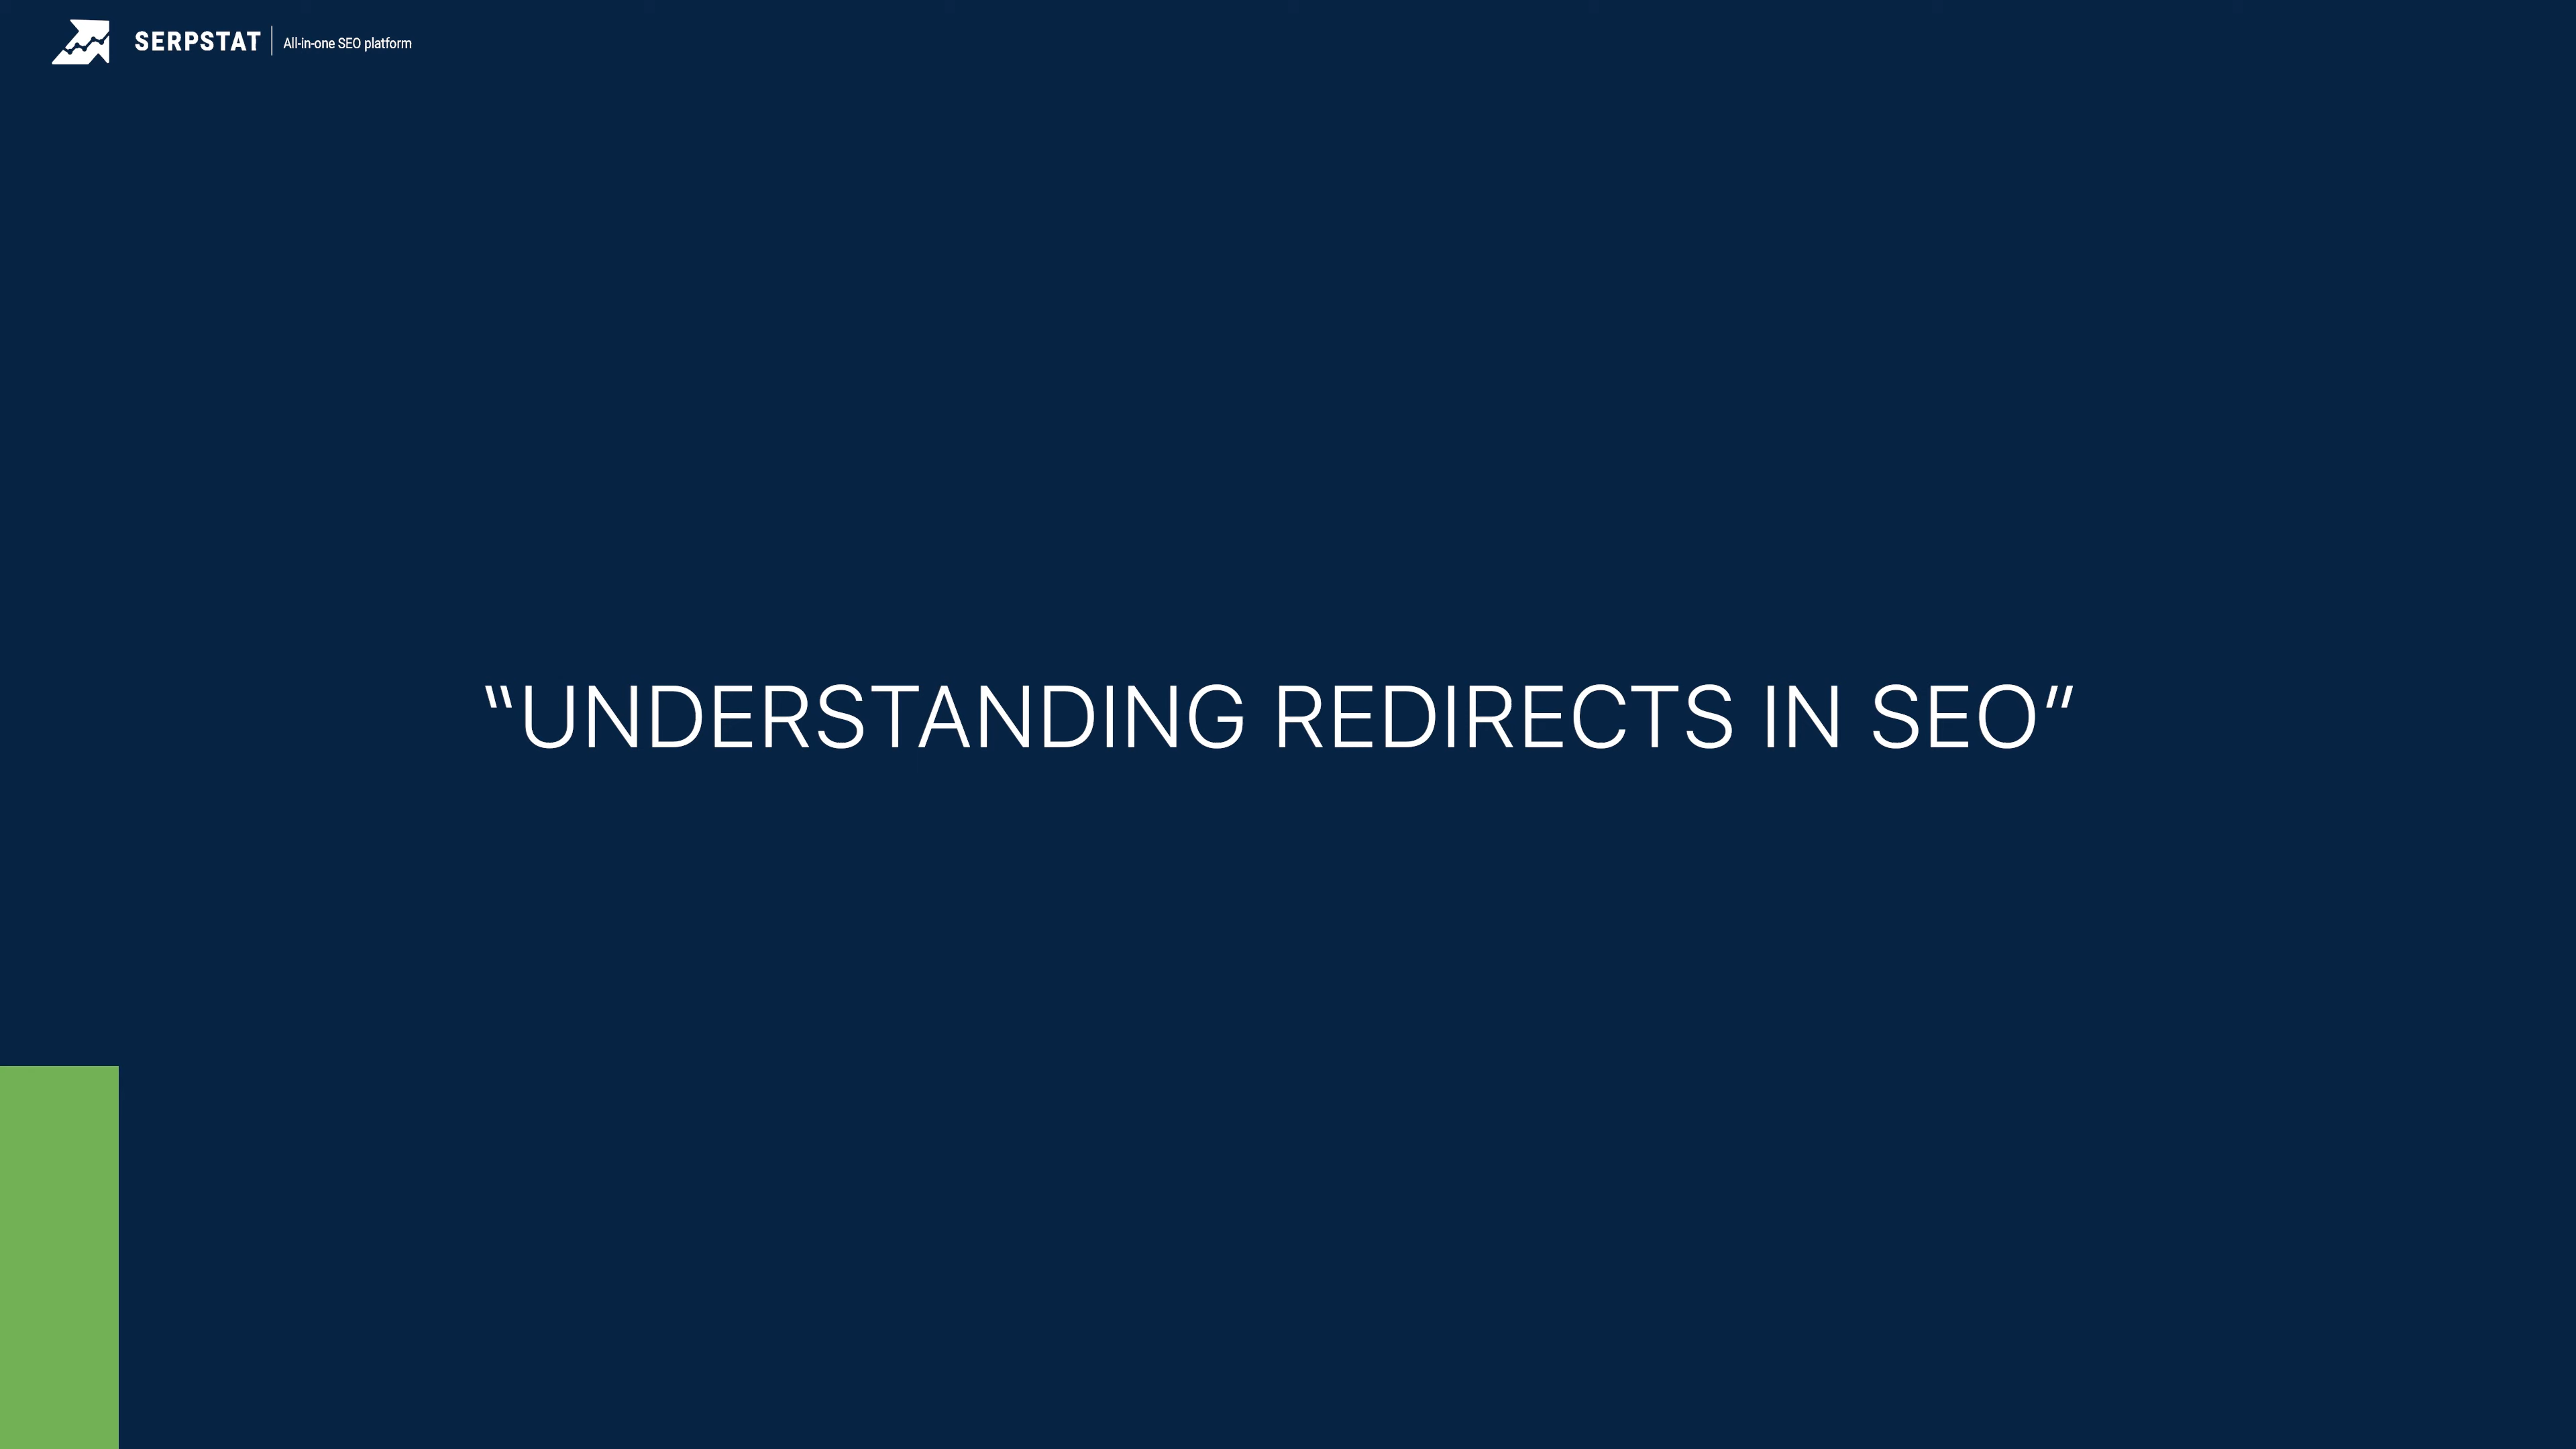 SERPSTAT
All-in-one SEO platform
“UNDERSTANDING REDIRECTS IN SEO”